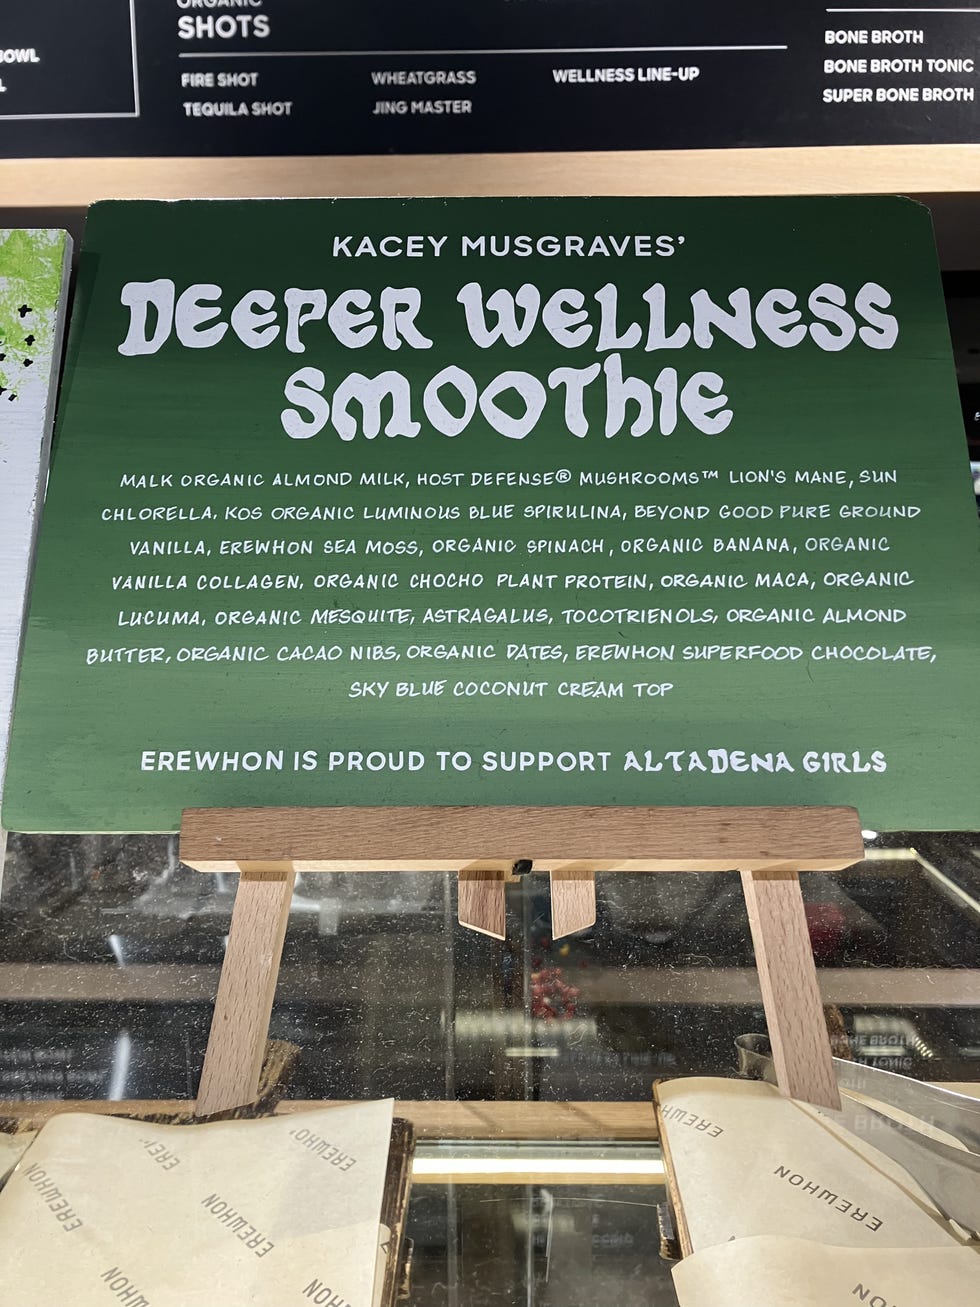 ORGANIC
SHOTS
FIRE SHOT
TEQUILA SHOT
WHEATGRASS
JING MASTER
WELLNESS LINE-UP
BONE BROTH
BONE BROTH TONIC
SUPER BONE BROTH
KACEY MUSGRAVES'
DEEPER WELLNESS
SMOOThIE
MALK ORGANIC ALMOND MILK, HOST DEFENSE® MUSHROOMS™ LION'S MANE, SUN
CHLORELLA, KOS ORGANIC LUMINOUS BLUE SPIRULINA, BEYOND GOOD PURE GROUND
VANILLA, EREWHON SEA MOSS, ORGANIC SPINACH, ORGANIC BANANA, ORGANIC
VANILLA COLLAGEN, ORGANIC CHOCHO PLANT PROTEIN, ORGANIC MACA, ORGANIC
LUCUMA, ORGANIC MESQUITE, ASTRAGALUS, TOCOTRIENOLS, ORGANIC ALMOND
BUTTER, ORGANIC CACAO NIBS, ORGANIC DATES, EREWHON SUPERFOOD CHOCOLATE,
SKY BLUE COCONUT CREAM TOP
EREWHON IS PROUD TO SUPPORT ALTADENA GIRLS
EREWHON
EREWHON
EREWHON
EREWHON
EREWHON